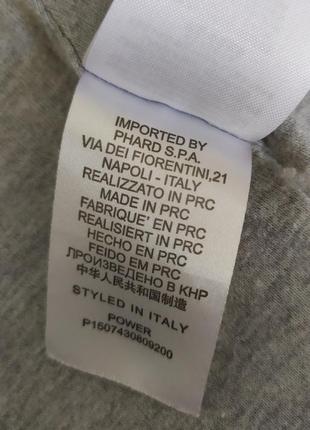 IMPORTED BY
PHARD S.P.A.
VIA DEI FIORENTINI,21
NAPOLI - ITALY
REALIZZATO IN PRC
MADE IN PRC
FABRIQUE' EN PRC
REALISIERT IN PRC
HECHO EN PRC
FEIDO EM PRC
ПРОИЗВЕДЕНО В КНР
中华人民共和国制造
STYLED IN ITALY
POWER
P1607430809200